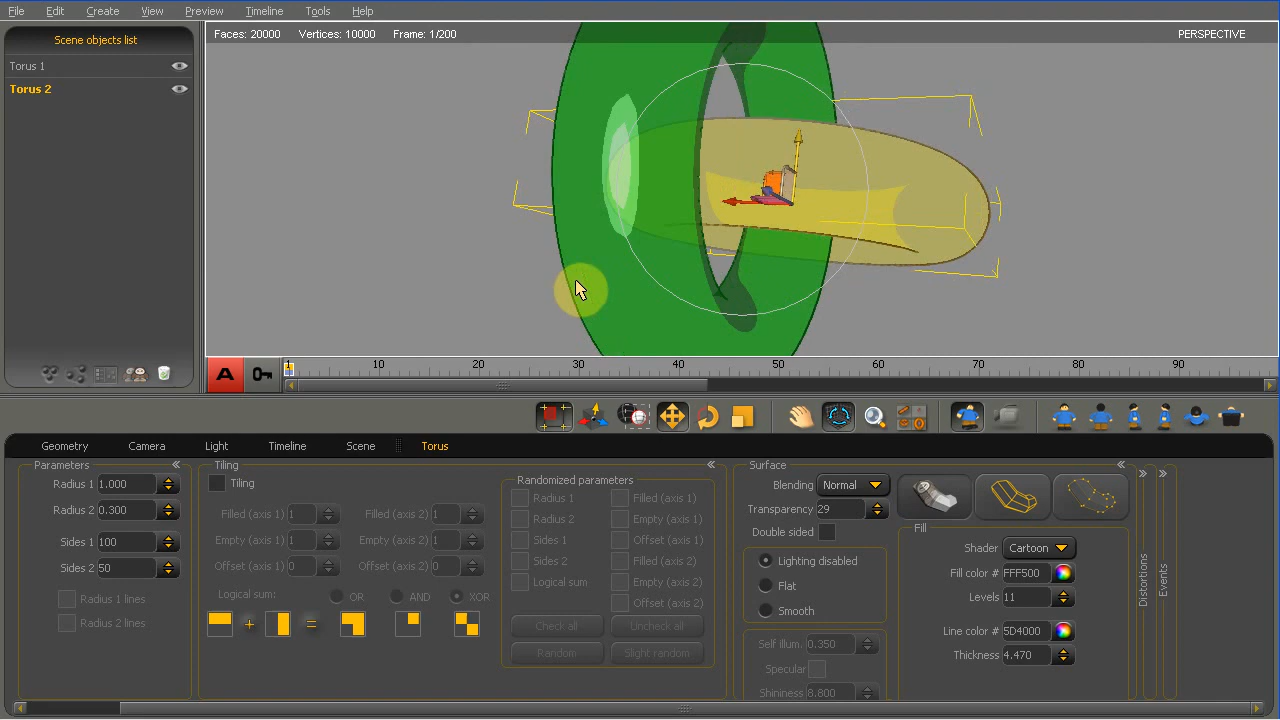 File Edit Create View Preview Timeline Tools Help
Scene objects list
Torus 1
Torus 2
Faces: 20000 Vertices: 10000 Frame: 1/200 PERSPECTIVE
A 1 10 20 30 40 50 60 70 80 90
Geometry Camera Light Timeline Scene Torus
Parameters
Radius 1 1.000
Radius 2 0.300
Sides 1 100
Sides 2 50
Radius 1 lines
Radius 2 lines
Tiling
Tiling
Filled (axis 1) 1 Filled (axis 2) 1
Empty (axis 1) 1 Empty (axis 2) 1
Offset (axis 1) 0 Offset (axis 2) 0
Logical sum: OR AND XOR
+ =
Randomized parameters
Radius 1 Filled (axis 1)
Radius 2 Empty (axis 1)
Sides 1 Offset (axis 1)
Sides 2 Filled (axis 2)
Logical sum Empty (axis 2)
Offset (axis 2)
Check all Uncheck all
Random Slight random
Surface
Blending Normal
Transparency 29
Double sided
Lighting disabled
Flat
Smooth
Self Illum. 0.350
Specular
Shininess 8.800
Fill
Shader Cartoon
Fill color # FFF500
Levels 11
Line color # 5D4000
Thickness 4.470
Distortions
Events